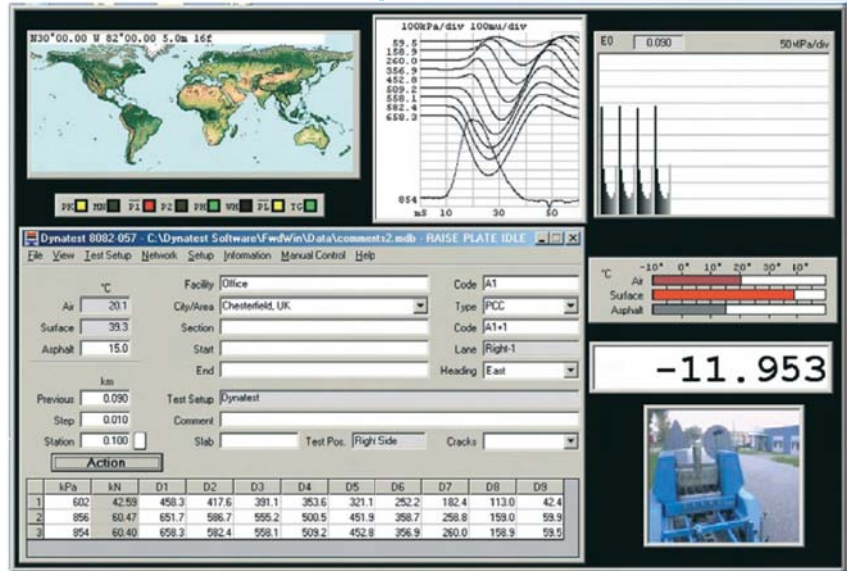 N30°00.00 W 82°00.00 5.0m 16f
100kPa/div 100mu/div
59.5
158.9
260.0
356.9
452.8
509.2
558.1
582.4
658.3
854
mS 10 30 50
E0 0.090 50MPa/div
PK MN P1 P2 PH WH PL TG
Dynatest 8082-057 - C:\Dynatest Software\FwdWin\Data\comments2.mdb - RAISE PLATE IDLE
File View Test Setup Network Setup Information Manual Control Help
°C
Air 20.1
Surface 39.3
Asphalt 15.0
km
Previous 0.090
Step 0.010
Station 0.100
Action
Facility Office
City/Area Chesterfield, UK
Section
Start
End
Test Setup Dynatest
Comment
Slab Test Pos. Right Side Cracks
Code A1
Type PCC
Code A1+1
Lane Right-1
Heading East
kPa kN D1 D2 D3 D4 D5 D6 D7 D8 D9
1 602 42.59 458.3 417.6 391.1 353.6 321.1 252.2 182.4 113.0 42.4
2 856 60.47 651.7 586.7 555.2 500.5 451.9 358.7 258.8 159.0 59.9
3 854 60.40 658.3 582.4 558.1 509.2 452.8 356.9 260.0 158.9 59.5
°C -10° 0° 10° 20° 30° 40°
Air
Surface
Asphalt
-11.953